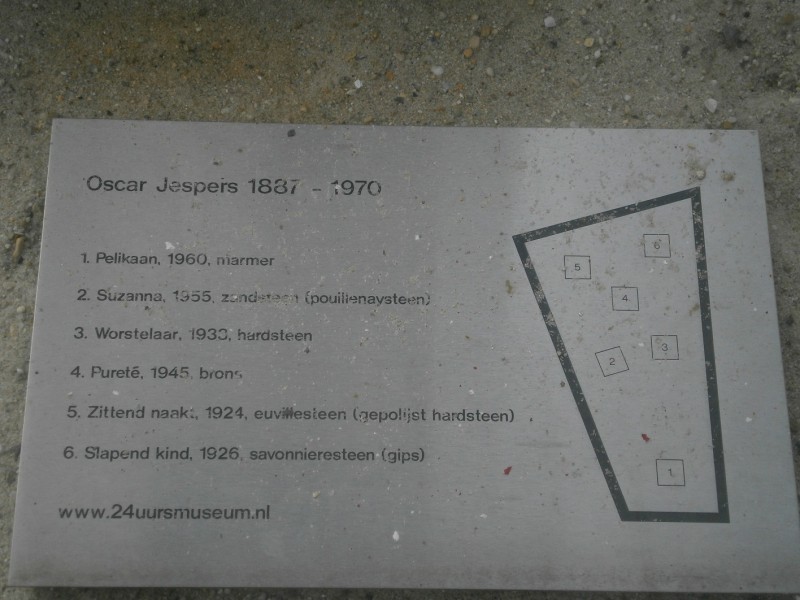 Oscar Jespers 1887 - 1970
1. Pelikaan, 1960, marmer
2. Suzanna, 1955, zandsteen (pouillenaysteen)
3. Worstelaar, 1933, hardsteen
4. Pureté, 1945, brons
5. Zittend naakt, 1924, euvillesteen (gepolijst hardsteen)
6. Slapend kind, 1926, savonnieresteen (gips)
www.24uursmuseum.nl
6
5
4
3
2
1